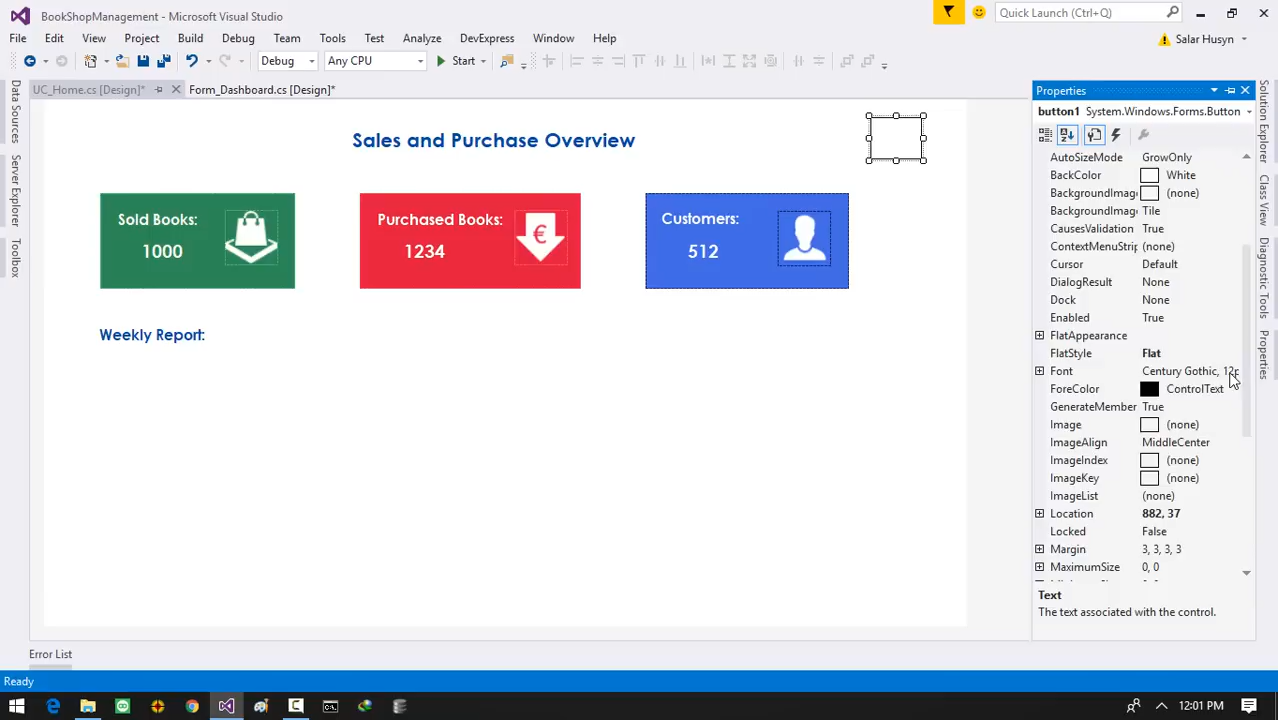 BookShopManagement - Microsoft Visual Studio
Quick Launch (Ctrl+Q)
File Edit View Project Build Debug Team Tools Test Analyze DevExpress Window Help
Salar Husyn
Debug Any CPU Start
UC_Home.cs [Design]* Form_Dashboard.cs [Design]*
Data Sources
Server Explorer
Toolbox
Sales and Purchase Overview
Sold Books:
1000
Purchased Books:
1234
Customers:
512
Weekly Report:
Properties
button1 System.Windows.Forms.Button
AutoSizeMode GrowOnly
BackColor White
BackgroundImag (none)
BackgroundImag Tile
CausesValidation True
ContextMenuStrip (none)
Cursor Default
DialogResult None
Dock None
Enabled True
FlatAppearance
FlatStyle Flat
Font Century Gothic, 12
ForeColor ControlText
GenerateMember True
Image (none)
ImageAlign MiddleCenter
ImageIndex (none)
ImageKey (none)
ImageList (none)
Location 882, 37
Locked False
Margin 3, 3, 3, 3
MaximumSize 0, 0
Text
The text associated with the control.
Solution Explorer
Class View
Diagnostic Tools
Properties
Error List
Ready
12:01 PM